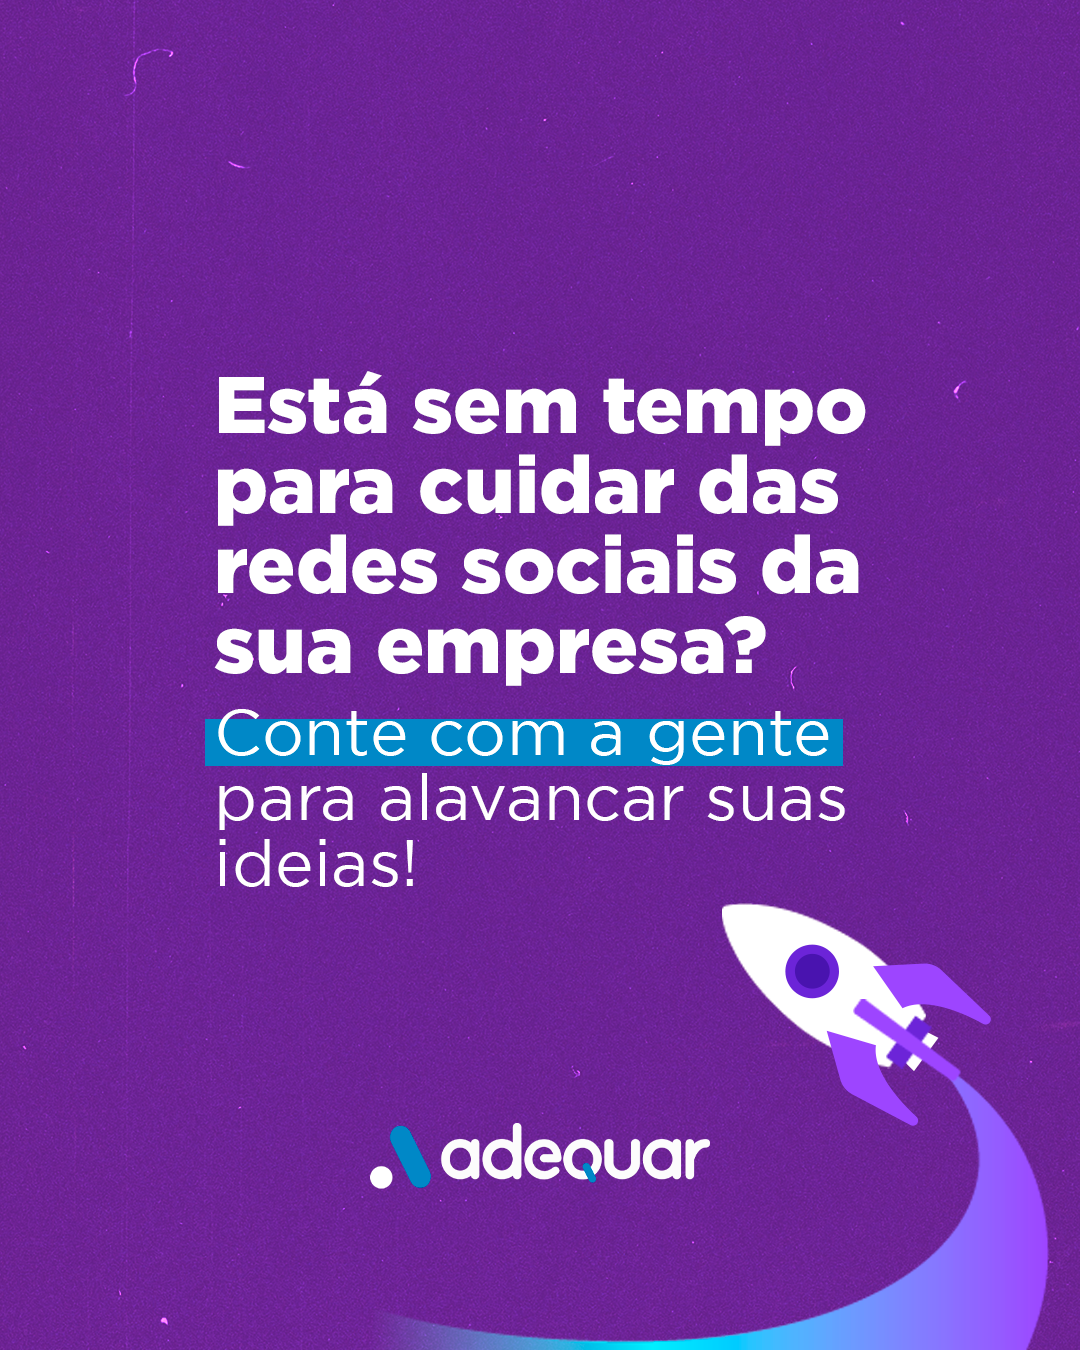 Está sem tempo
para cuidar das
redes sociais da
sua empresa?
Conte com a gente
para alavancar suas
ideias!
adequar